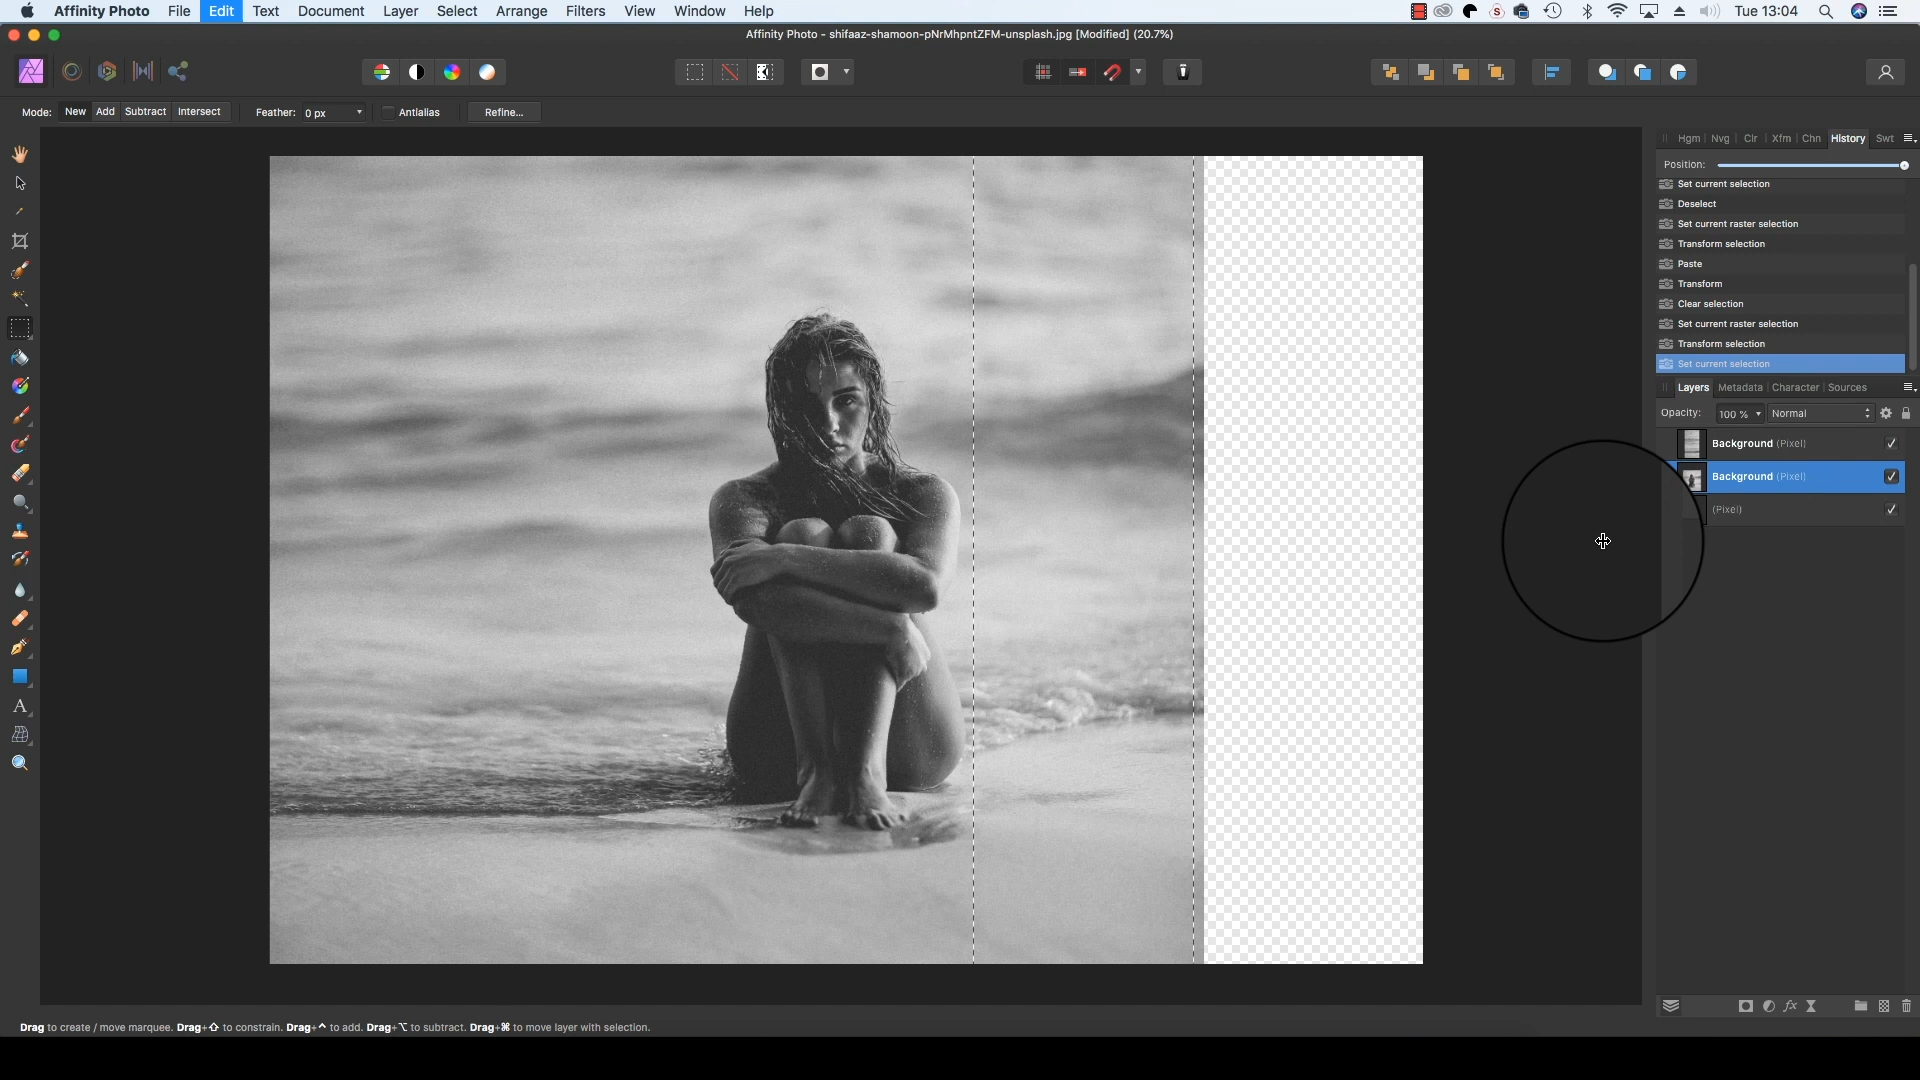 Affinity Photo File Edit Text Document Layer Select Arrange Filters View Window Help Tue 13:04
Affinity Photo - shifaaz-shamoon-pNrMhpntZFM-unsplash.jpg [Modified] (20.7%)
Mode: New Add Subtract Intersect Feather: 0 px Antialias Refine...
Hgm Nvg Clr Xfm Chn History Swt
Position:
Set current selection
Deselect
Set current raster selection
Transform selection
Paste
Transform
Clear selection
Set current raster selection
Transform selection
Set current selection
Layers Metadata Character Sources
Opacity: 100 % Normal
Background (Pixel)
Background (Pixel)
(Pixel)
Drag to create / move marquee. Drag+⇧ to constrain. Drag+⌃ to add. Drag+⌥ to subtract. Drag+⌘ to move layer with selection.